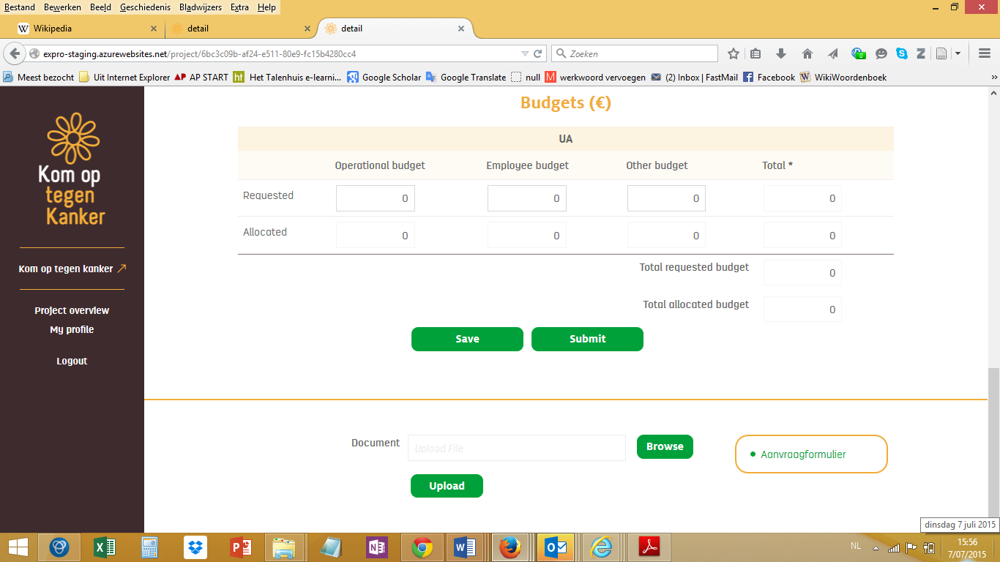 Bestand Bewerken Beeld Geschiedenis Bladwijzers Extra Help
Wikipedia detail detail
expro-staging.azurewebsites.net/project/6bc3c09b-af24-e511-80e9-fc15b4280cc4 Zoeken
Meest bezocht Uit Internet Explorer AP AP START ht Het Talenhuis e-learni... Google Scholar Google Translate null M werkwoord vervoegen (2) Inbox | FastMail Facebook WikiWoordenboek »
Kom op
tegen
Kanker
Kom op tegen kanker
Project overview
My profile
Logout
Budgets (€)
UA
Operational budget Employee budget Other budget Total *
Requested 0 0 0 0
Allocated 0 0 0 0
Total requested budget 0
Total allocated budget 0
Save Submit
Document Upload File Browse
• Aanvraagformulier
Upload
dinsdag 7 juli 2015
NL 15:56
7/07/2015